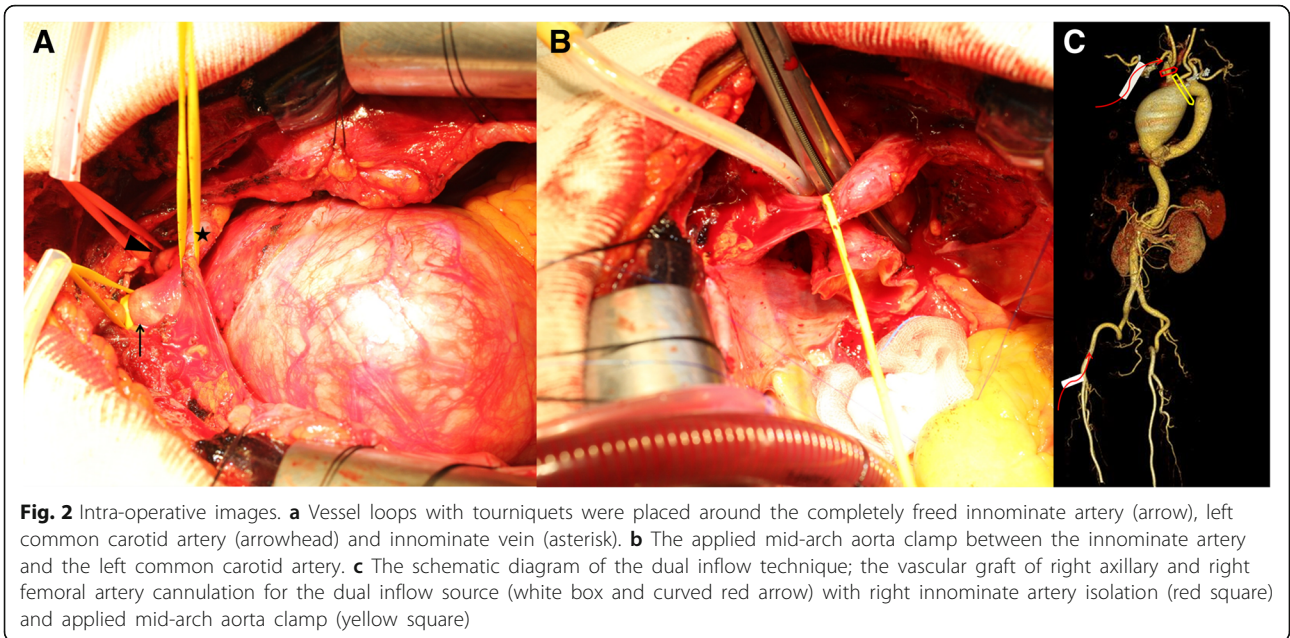 A
B
C
Fig. 2 Intra-operative images. a Vessel loops with tourniquets were placed around the completely freed innominate artery (arrow), left
common carotid artery (arrowhead) and innominate vein (asterisk). b The applied mid-arch aorta clamp between the innominate artery
and the left common carotid artery. c The schematic diagram of the dual inflow technique; the vascular graft of right axillary and right
femoral artery cannulation for the dual inflow source (white box and curved red arrow) with right innominate artery isolation (red square)
and applied mid-arch aorta clamp (yellow square)